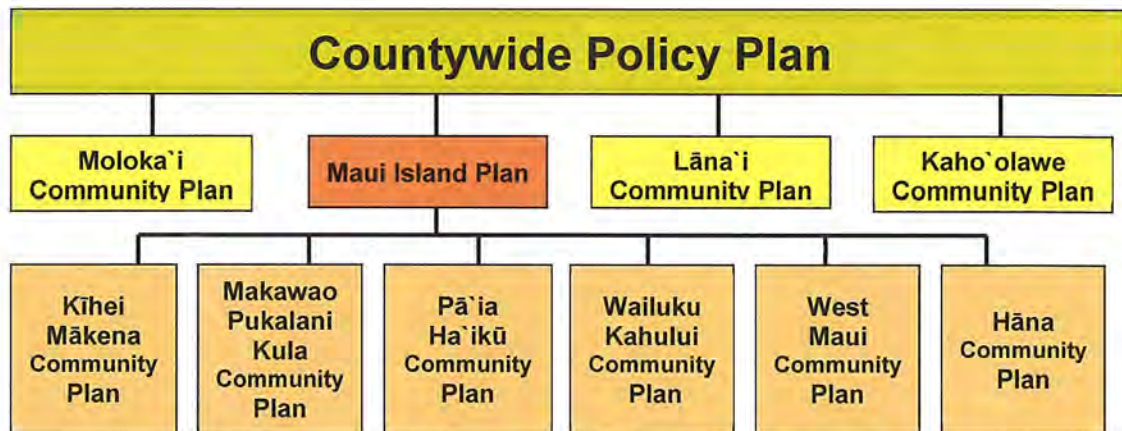 Countywide Policy Plan
Moloka`i
Community Plan
Maui Island Plan
Lāna`i
Community Plan
Kaho`olawe
Community Plan
Kīhei
Mākena
Community
Plan
Makawao
Pukalani
Kula
Community
Plan
Pā`ia
Ha`ikū
Community
Plan
Wailuku
Kahului
Community
Plan
West
Maui
Community
Plan
Hāna
Community
Plan